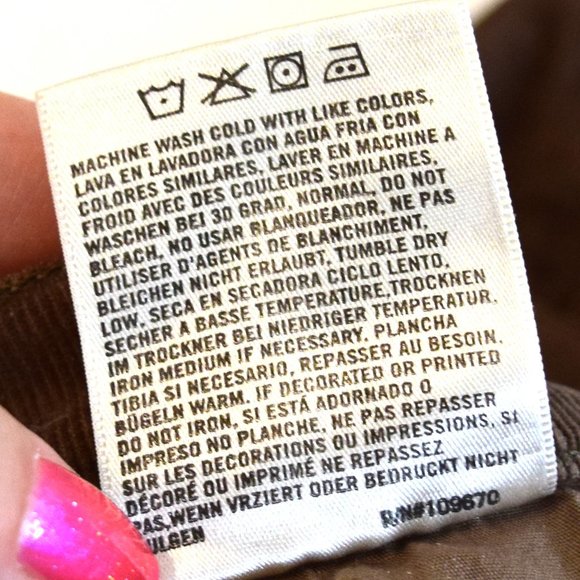 MACHINE WASH COLD WITH LIKE COLORS,
LAVA EN LAVADORA CON AGUA FRIA CON
COLORES SIMILARES, LAVER EN MACHINE A
FROID AVEC DES COULEURS SIMILAIRES,
WASCHEN BEI 30 GRAD, NORMAL, DO NOT
BLEACH, NO USAR BLANQUEADOR, NE PAS
UTILISER D'AGENTS DE BLANCHIMENT,
BLEICHEN NICHT ERLAUBT, TUMBLE DRY
LOW, SECA EN SECADORA CICLO LENTO,
SECHER A BASSE TEMPERATURE,TROCKNEN
IM TROCKNER BEI NIEDRIGER TEMPERATUR.
IRON MEDIUM IF NECESSARY. PLANCHA
TIBIA SI NECESARIO, REPASSER AU BESOIN.
BÜGELN WARM. IF DECORATED OR PRINTED
DO NOT IRON, SI ESTÁ ADORNADO O
IMPRESO NO PLANCHE, NE PAS REPASSER
SUR LES DECORATIONS OU IMPRESSIONS, SI
DÉCORÉ OU IMPRIMÉ NE REPASSEZ
PAS,WENN VRZIERT ODER BEDRUCKT NICHT
ULGEN
R/N#109670